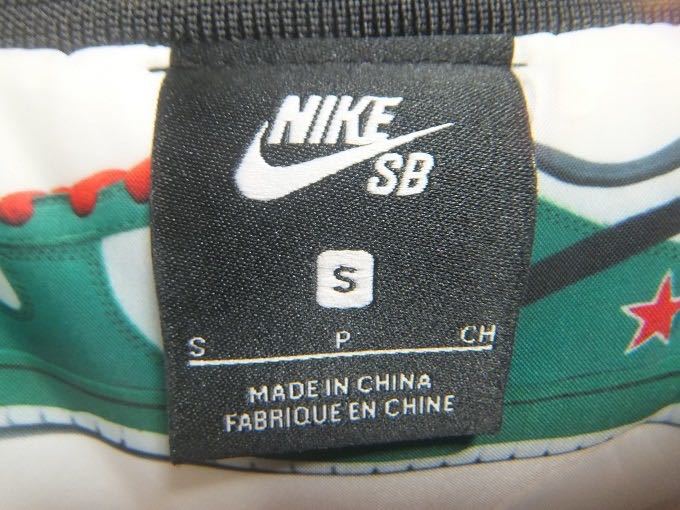 NIKE
SB
S
S P CH
MADE IN CHINA
FABRIQUE EN CHINE